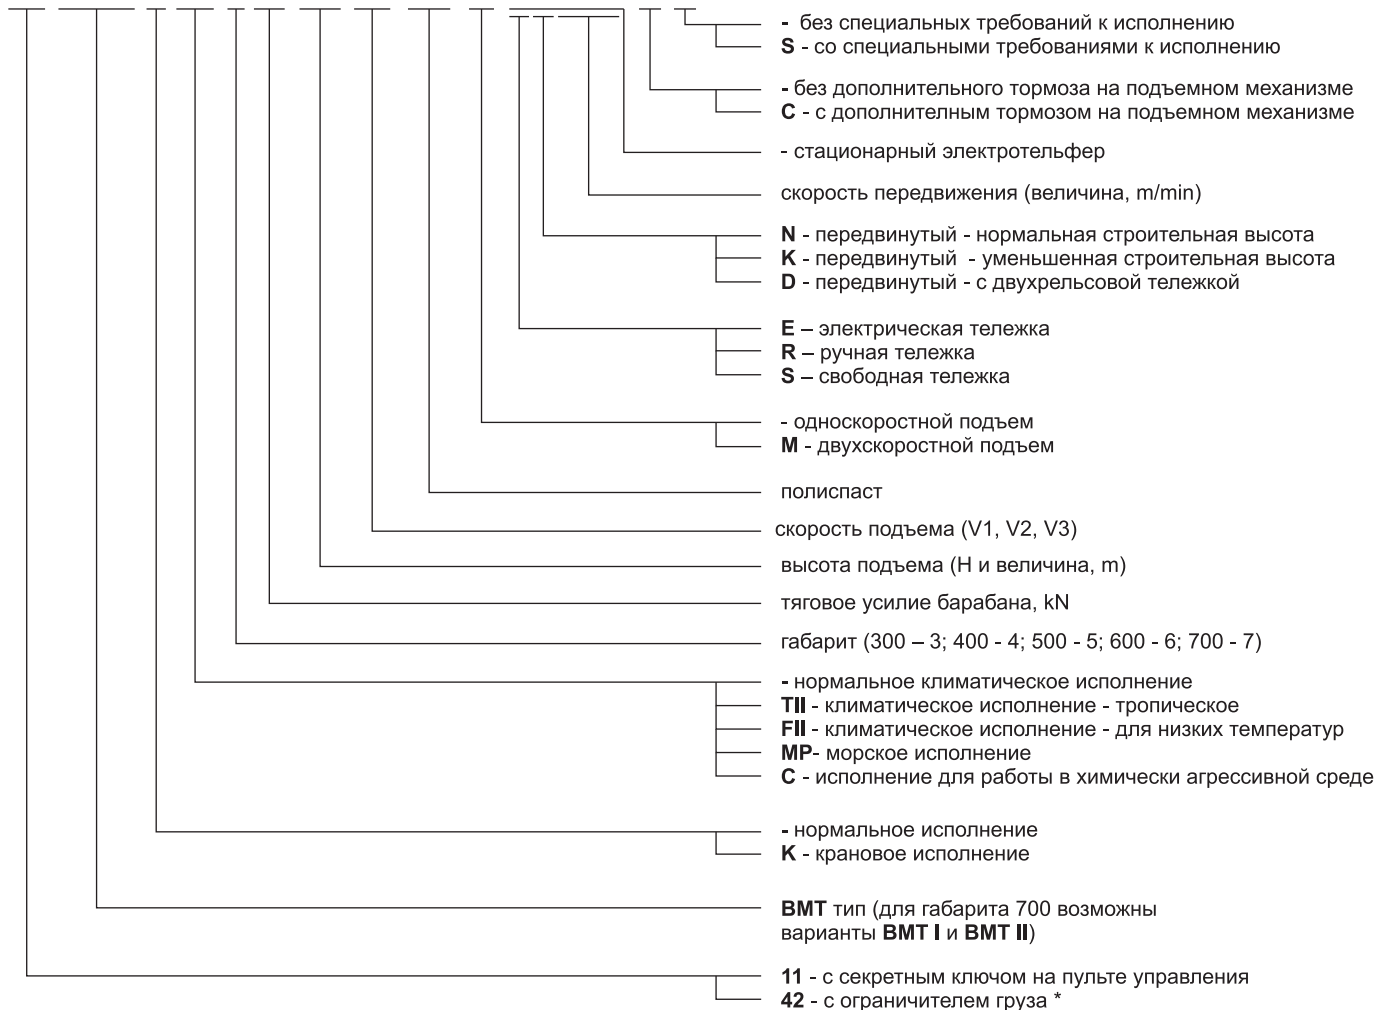 - без специальных требований к исполнению
S - со специальными требованиями к исполнению
- без дополнительного тормоза на подъемном механизме
C - с дополнителным тормозом на подъемном механизме
- стационарный электротельфер
скорость передвижения (величина, m/min)
N - передвинутый - нормальная строительная высота
K - передвинутый - уменьшенная строительная высота
D - передвинутый - с двухрельсовой тележкой
E – электрическая тележка
R – ручная тележка
S – свободная тележка
- односкоростной подъем
M - двухскоростной подъем
полиспаст
скорость подъема (V1, V2, V3)
высота подъема (H и величина, m)
тяговое усилие барабана, kN
габарит (300 – 3; 400 - 4; 500 - 5; 600 - 6; 700 - 7)
- нормальное климатическое исполнение
TII - климатическое исполнение - тропическое
FII - климатическое исполнение - для низких температур
MP- морское исполнение
C - исполнение для работы в химически агрессивной среде
- нормальное исполнение
K - крановое исполнение
BMT тип (для габарита 700 возможны
варианты BMT I и BMT II)
11 - с секретным ключом на пульте управления
42 - с ограничителем груза *